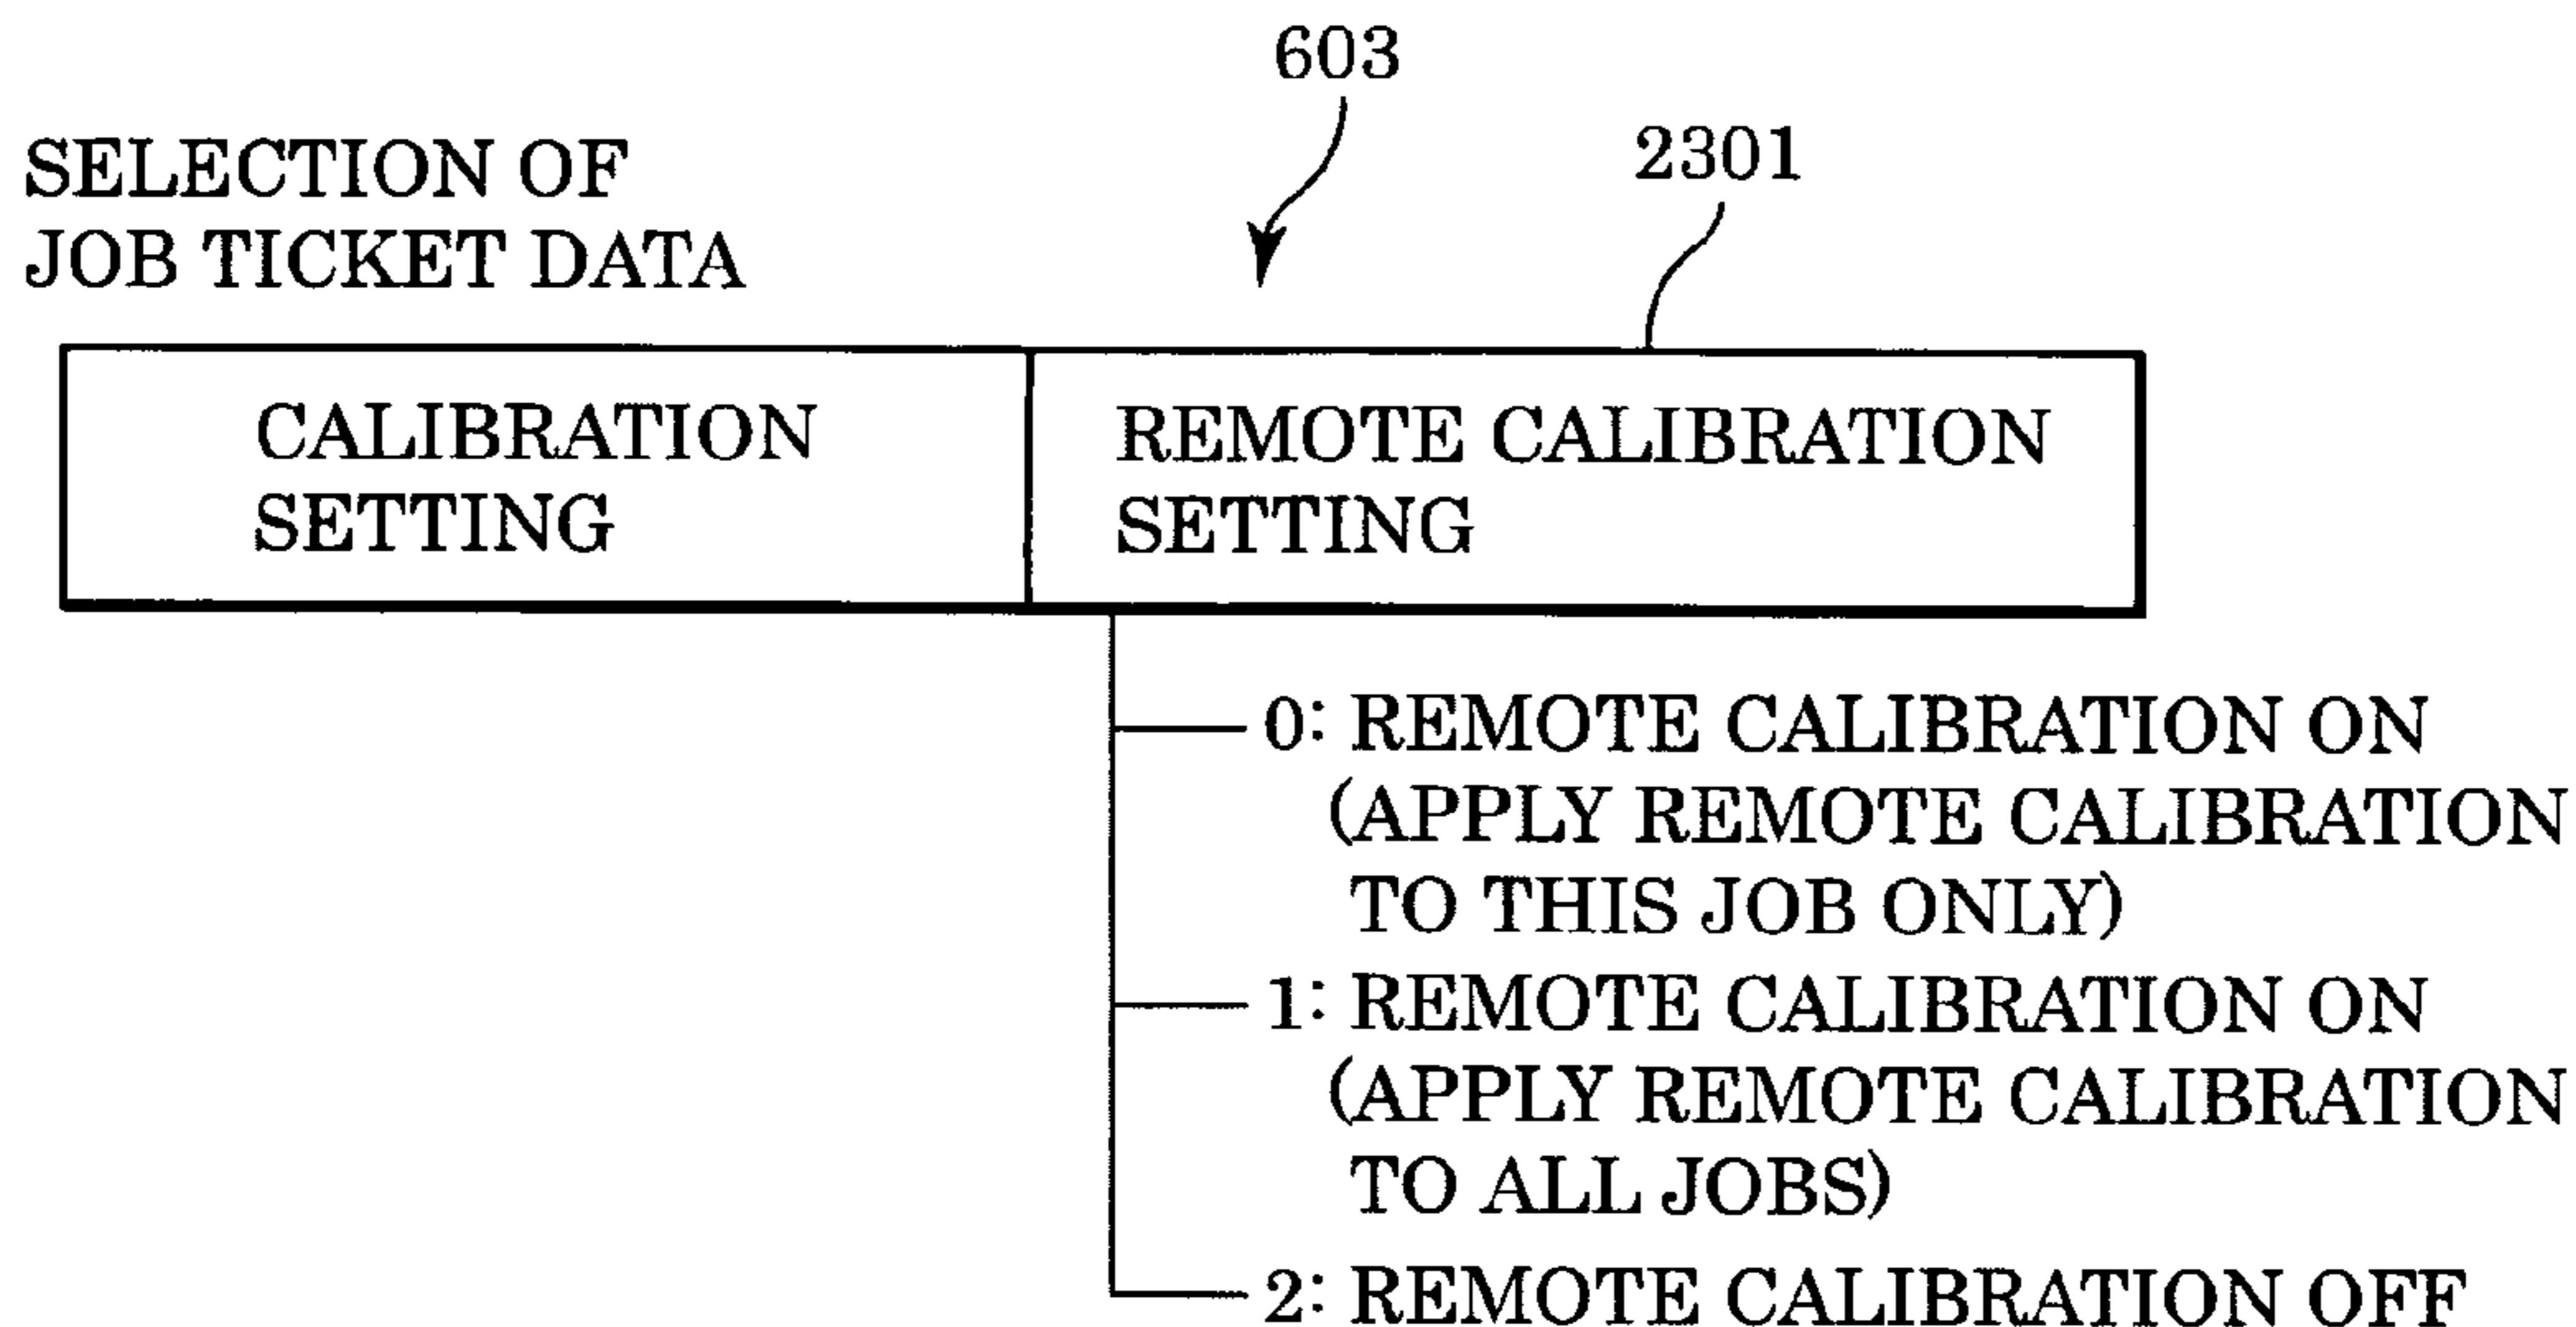 603
2301
SELECTION OF
JOB TICKET DATA
CALIBRATION
SETTING
REMOTE CALIBRATION
SETTING
0: REMOTE CALIBRATION ON
(APPLY REMOTE CALIBRATION
TO THIS JOB ONLY)
1: REMOTE CALIBRATION ON
(APPLY REMOTE CALIBRATION
TO ALL JOBS)
2: REMOTE CALIBRATION OFF